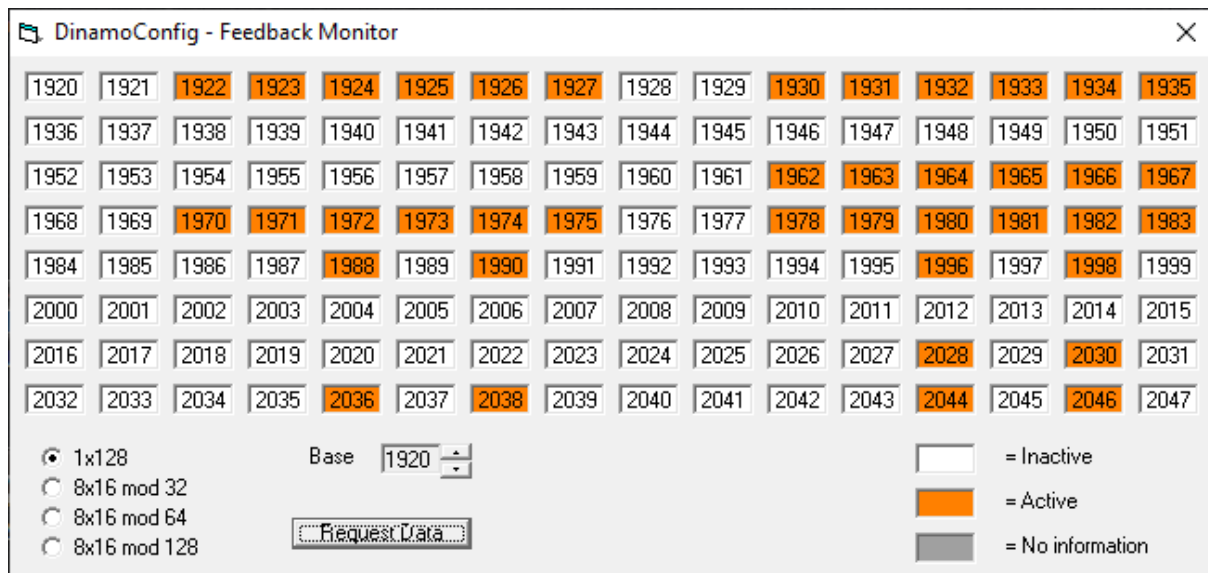 DinamoConfig - Feedback Monitor
1920 1921 1922 1923 1924 1925 1926 1927 1928 1929 1930 1931 1932 1933 1934 1935
1936 1937 1938 1939 1940 1941 1942 1943 1944 1945 1946 1947 1948 1949 1950 1951
1952 1953 1954 1955 1956 1957 1958 1959 1960 1961 1962 1963 1964 1965 1966 1967
1968 1969 1970 1971 1972 1973 1974 1975 1976 1977 1978 1979 1980 1981 1982 1983
1984 1985 1986 1987 1988 1989 1990 1991 1992 1993 1994 1995 1996 1997 1998 1999
2000 2001 2002 2003 2004 2005 2006 2007 2008 2009 2010 2011 2012 2013 2014 2015
2016 2017 2018 2019 2020 2021 2022 2023 2024 2025 2026 2027 2028 2029 2030 2031
2032 2033 2034 2035 2036 2037 2038 2039 2040 2041 2042 2043 2044 2045 2046 2047
1x128 Base 1920 = Inactive
8x16 mod 32
8x16 mod 64 = Active
Request Data
8x16 mod 128 = No information